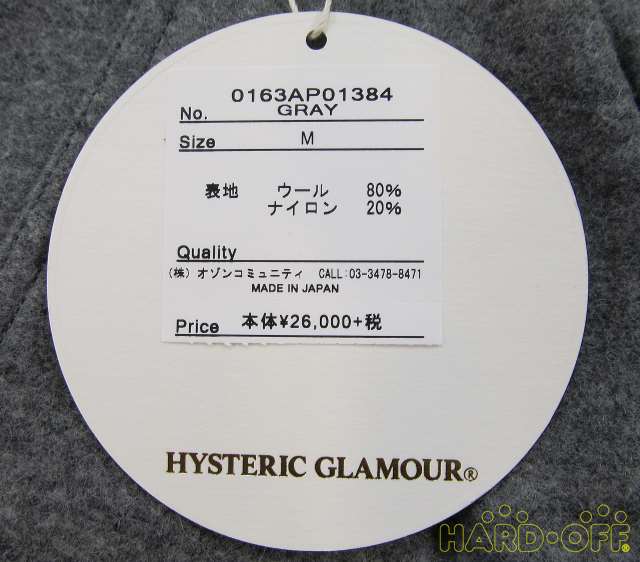 0163AP01384
No. GRAY
Size M
表地 ウール 80%
ナイロン 20%
Quality
(株) オゾンコミュニティ CALL:03-3478-8471
MADE IN JAPAN
Price 本体¥26,000+税
HYSTERIC GLAMOUR®
HARD・OFF®